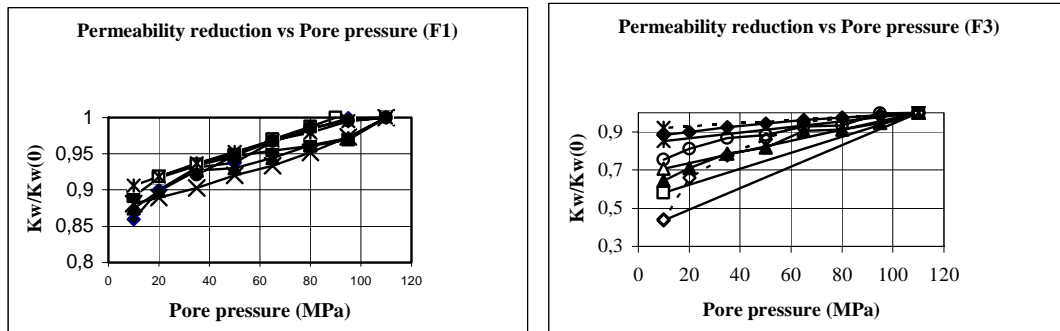 Permeability reduction vs Pore pressure (F1)
Kw/Kw(0)
1
0,95
0,9
0,85
0,8
0 20 40 60 80 100 120
Pore pressure (MPa)
Permeability reduction vs Pore pressure (F3)
Kw/Kw(0)
0,9
0,7
0,5
0,3
0 20 40 60 80 100 120
Pore pressure (MPa)